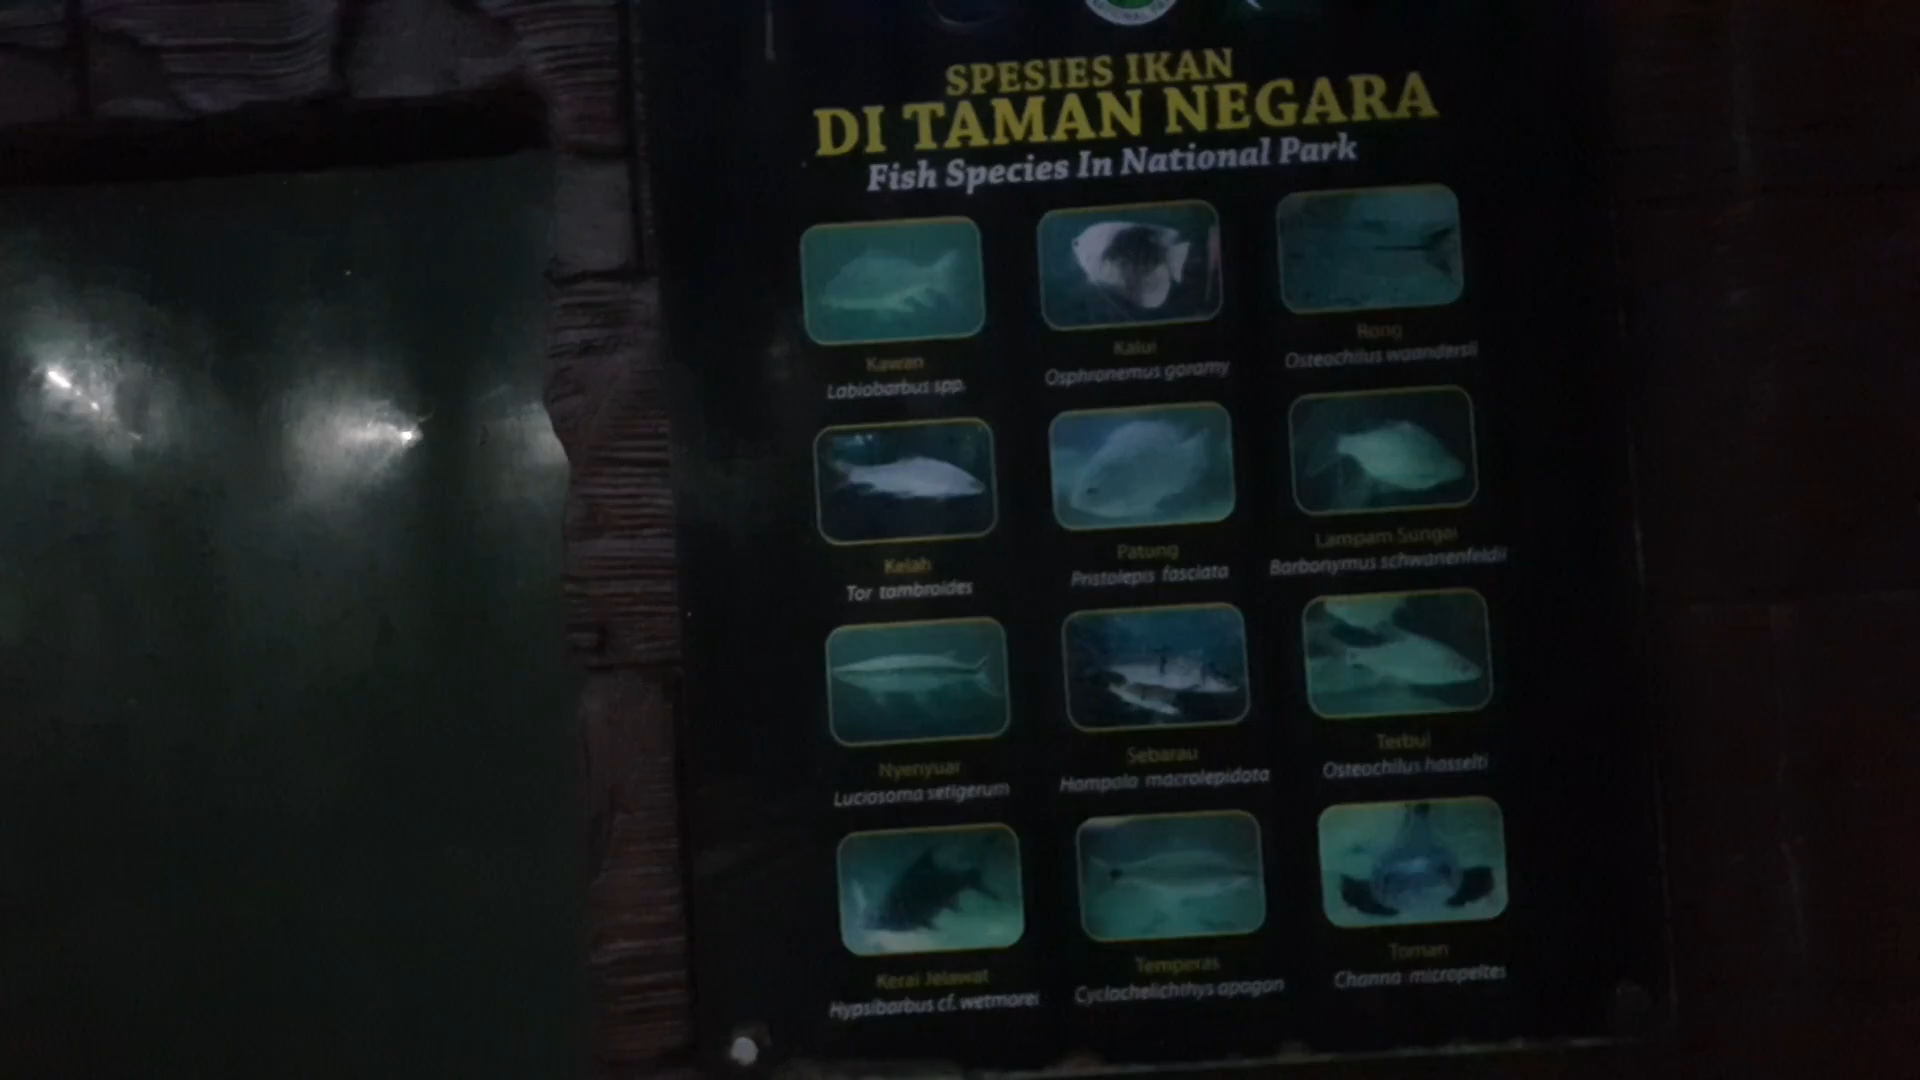 SPESIES IKAN
DI TAMAN NEGARA
Fish Species In National Park
Kawan
Labiobarbus spp.
Kalui
Osphronemus goramy
Rong
Osteochilus waandersii
Kelah
Tor tambroides
Patung
Pristolepis fasciata
Lampam Sungai
Barbonymus schwanenfeldii
Nyenyuar
Luciosoma setigerum
Sebarau
Hampala macrolepidota
Terbul
Osteochilus hasselti
Kerai Jelawat
Hypsibarbus cf. wetmorei
Temperas
Cyclochelichthys apogon
Toman
Channa micropeltes